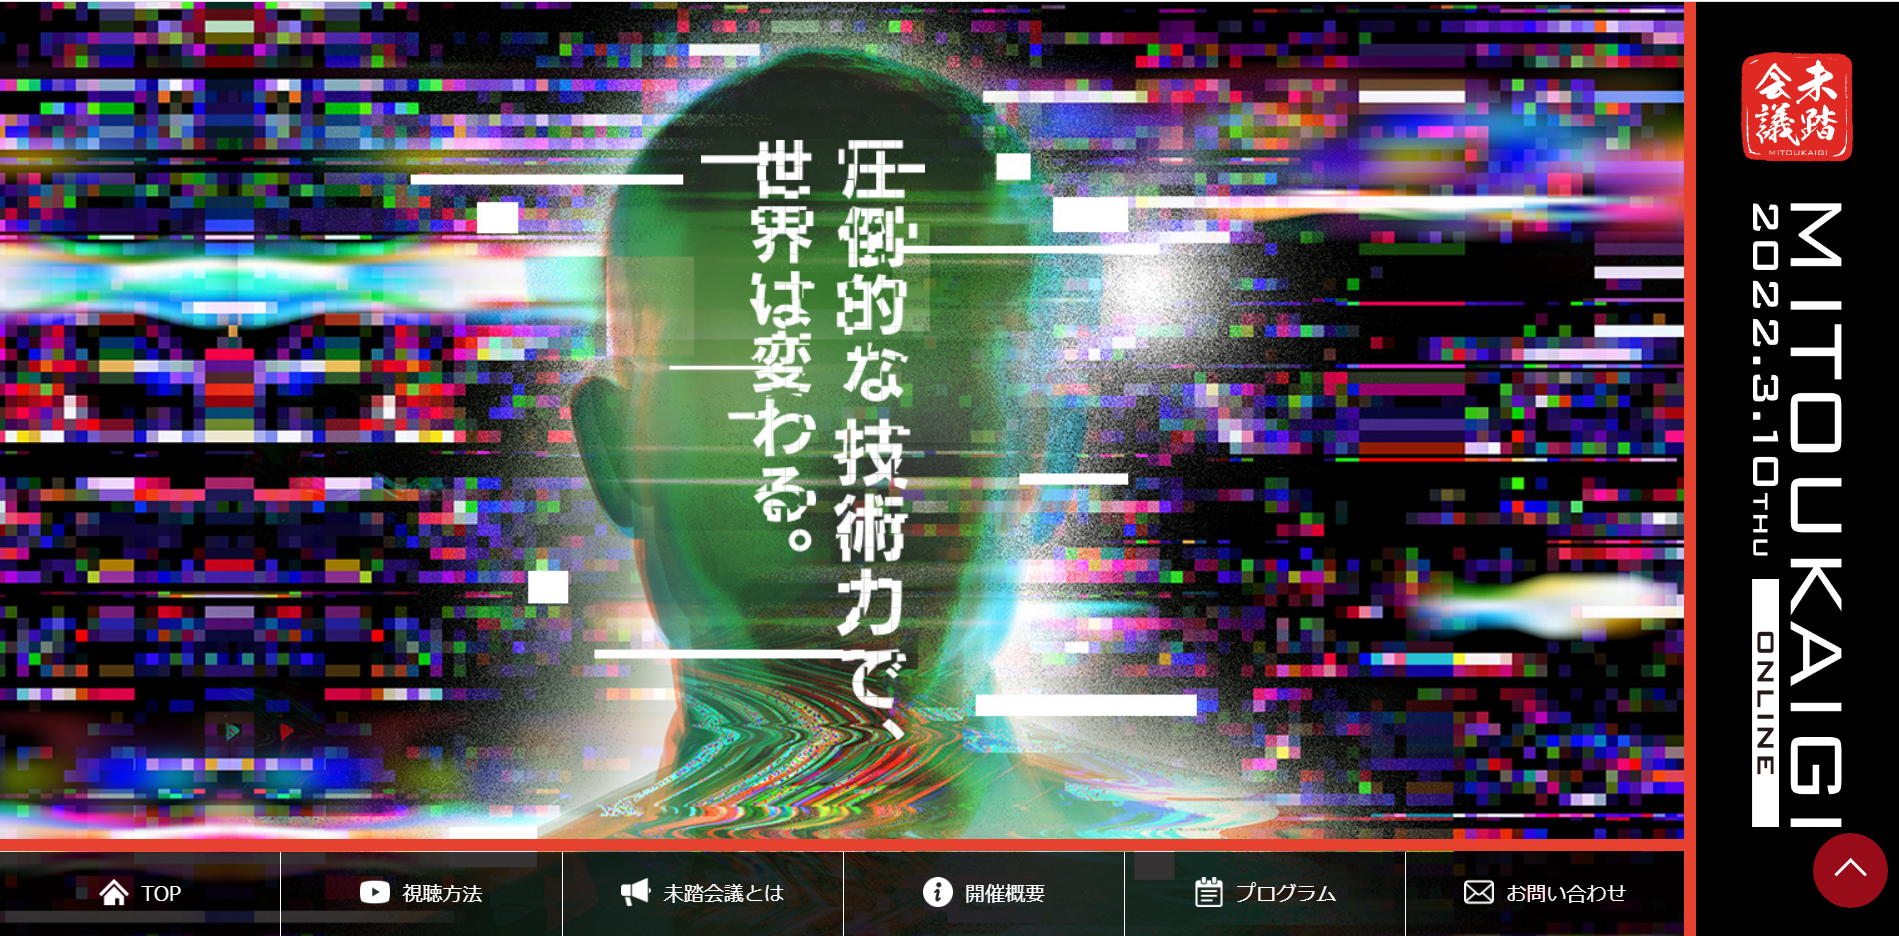 圧倒的な技術力で、
世界は変わる。
未踏
会議
MITOUKAIGI
MITOUKAIGI
2022.3.10THU
ONLINE
TOP
視聴方法
未踏会議とは
開催概要
プログラム
お問い合わせ